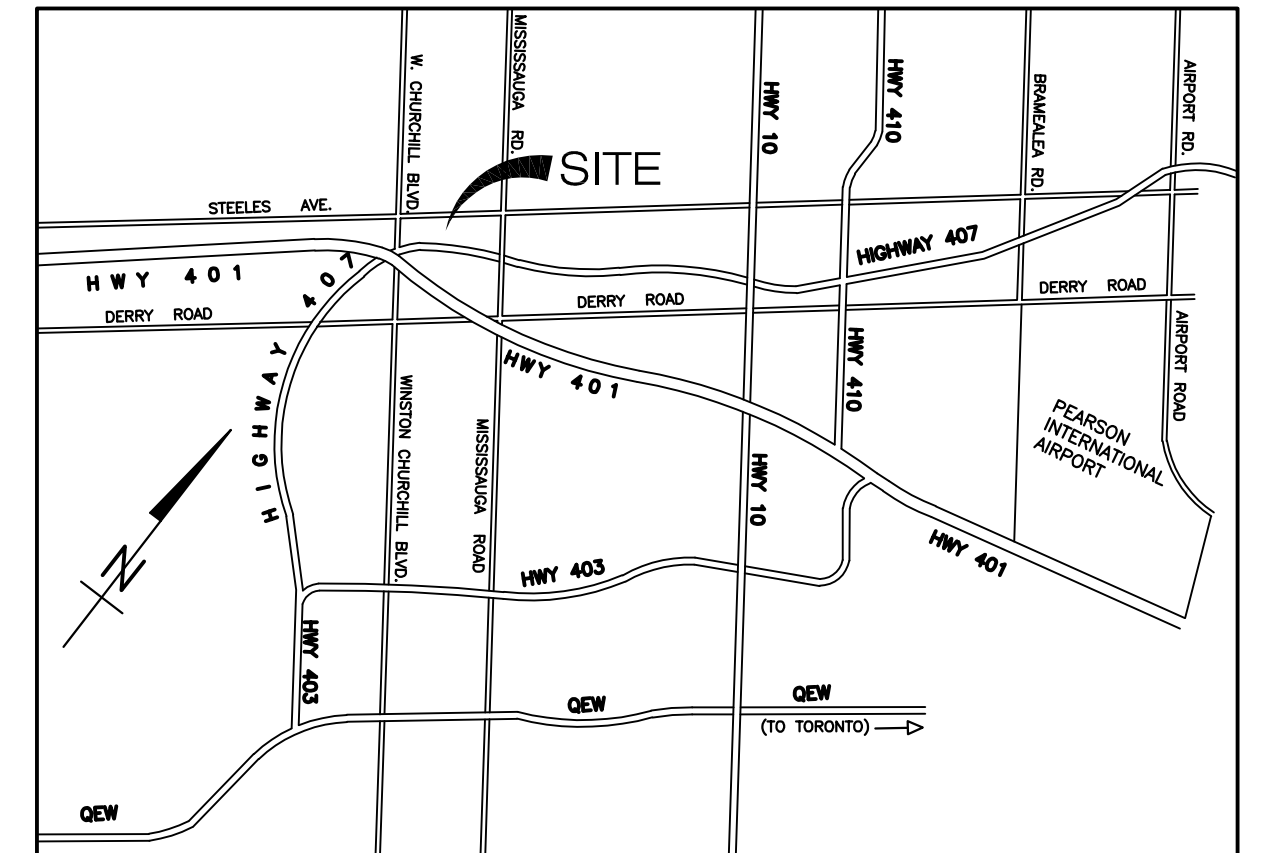 MISSISSAUGA RD.
W. CHURCHILL BLVD.
HWY 10
HWY 410
BRAMEALEA RD.
AIRPORT RD.
SITE
STEELES AVE.
HWY 401
HIGHWAY 407
HIGHWAY 407
DERRY ROAD
DERRY ROAD
DERRY ROAD
HWY 401
HWY 410
AIRPORT ROAD
WINSTON CHURCHILL BLVD.
MISSISSAUGA ROAD
PEARSON
INTERNATIONAL
AIRPORT
HWY 10
N
HWY 403
HWY 401
HWY 403
QEW
QEW
(TO TORONTO)
QEW